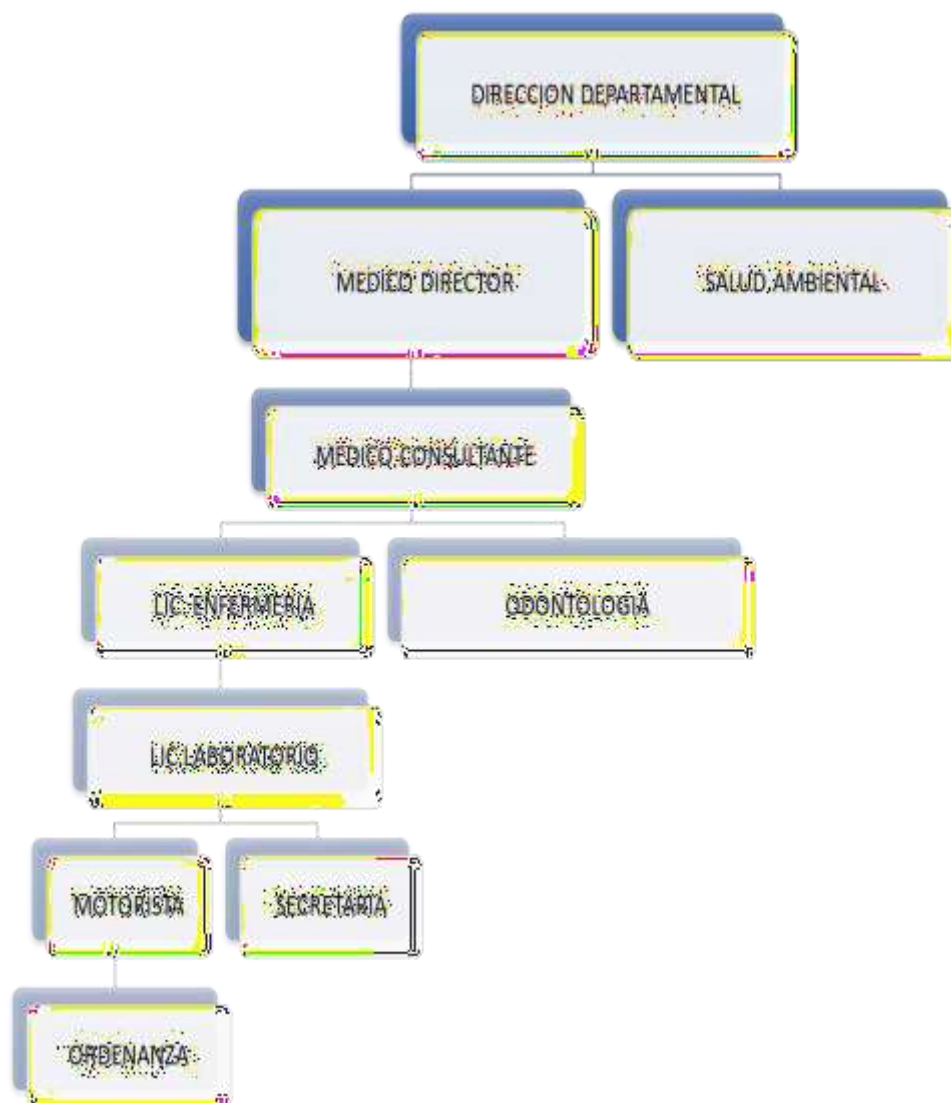 DIRECCION DEPARTAMENTAL
MEDICO DIRECTOR
SALUD AMBIENTAL
MEDICO CONSULTANTE
LIC. ENFERMERIA
ODONTOLOGIA
LIC.LABORATORIO
MOTORISTA
SECRETARIA
ORDENANZA